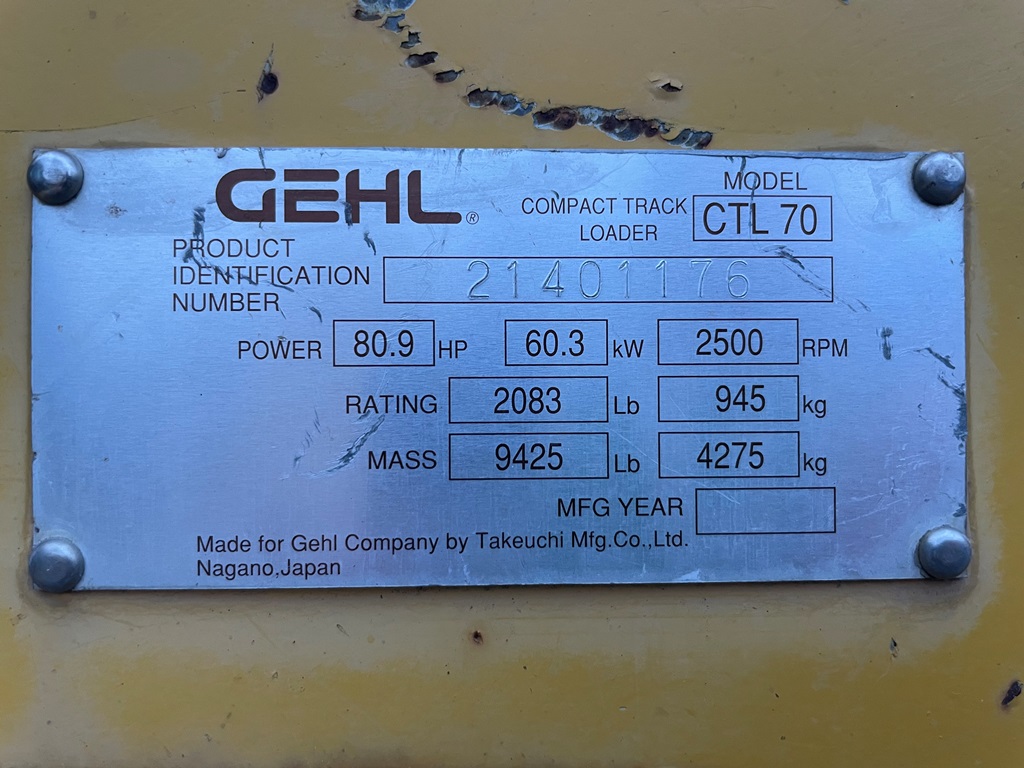 GEHL®
COMPACT TRACK LOADER
MODEL
CTL 70
PRODUCT
IDENTIFICATION
NUMBER
21401176
POWER 80.9 HP 60.3 kW 2500 RPM
RATING 2083 Lb 945 kg
MASS 9425 Lb 4275 kg
MFG YEAR
Made for Gehl Company by Takeuchi Mfg.Co.,Ltd.
Nagano,Japan